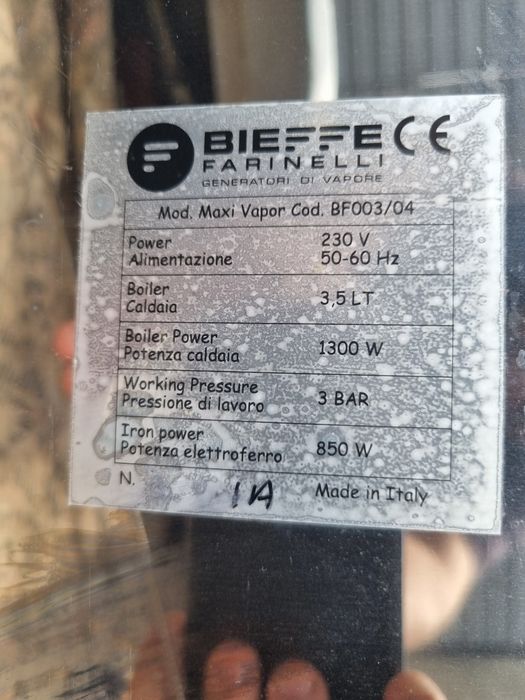 BIEFFE CE
FARINELLI
GENERATORI DI VAPORE
Mod. Maxi Vapor Cod. BF003/04
Power 230 V
Alimentazione 50-60 Hz
Boiler
Caldaia 3,5 LT
Boiler Power
Potenza caldaia 1300 W
Working Pressure
Pressione di lavoro 3 BAR
Iron power
Potenza elettroferro 850 W
N. 1A Made in Italy